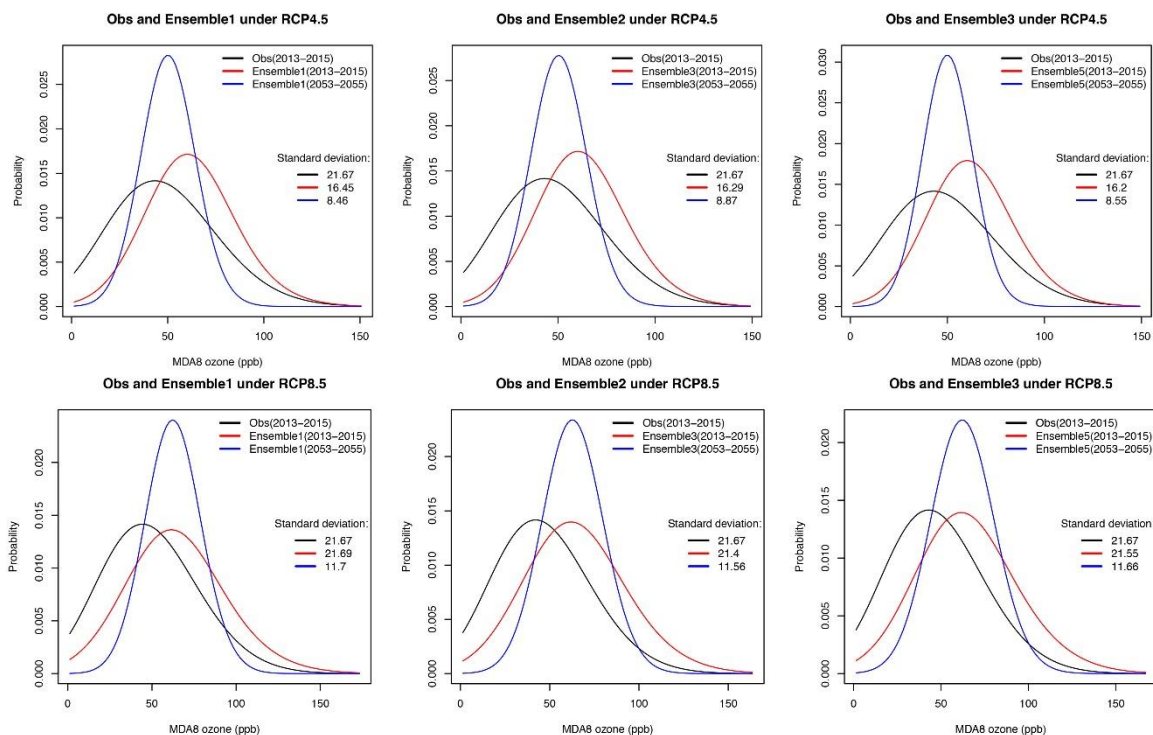 Obs and Ensemble1 under RCP4.5
Obs(2013−2015)
Ensemble1(2013−2015)
Ensemble1(2053−2055)
Standard deviation:
21.67
16.45
8.46
Probability
0.000
0.005
0.010
0.015
0.020
0.025
0
50
100
150
MDA8 ozone (ppb)
Obs and Ensemble2 under RCP4.5
Obs(2013−2015)
Ensemble3(2013−2015)
Ensemble3(2053−2055)
Standard deviation:
21.67
16.29
8.87
Probability
0.000
0.005
0.010
0.015
0.020
0.025
0
50
100
150
MDA8 ozone (ppb)
Obs and Ensemble3 under RCP4.5
Obs(2013−2015)
Ensemble5(2013−2015)
Ensemble5(2053−2055)
Standard deviation:
21.67
16.2
8.55
Probability
0.000
0.005
0.010
0.015
0.020
0.025
0.030
0
50
100
150
MDA8 ozone (ppb)
Obs and Ensemble1 under RCP8.5
Obs(2013−2015)
Ensemble1(2013−2015)
Ensemble1(2053−2055)
Standard deviation:
21.67
21.69
11.7
Probability
0.000
0.005
0.010
0.015
0.020
0
50
100
150
MDA8 ozone (ppb)
Obs and Ensemble2 under RCP8.5
Obs(2013−2015)
Ensemble3(2013−2015)
Ensemble3(2053−2055)
Standard deviation:
21.67
21.4
11.56
Probability
0.000
0.005
0.010
0.015
0.020
0
50
100
150
MDA8 ozone (ppb)
Obs and Ensemble3 under RCP8.5
Obs(2013−2015)
Ensemble5(2013−2015)
Ensemble5(2053−2055)
Standard deviation
21.67
21.55
11.66
Probability
0.000
0.005
0.010
0.015
0.020
0
50
100
150
MDA8 ozone (ppb)